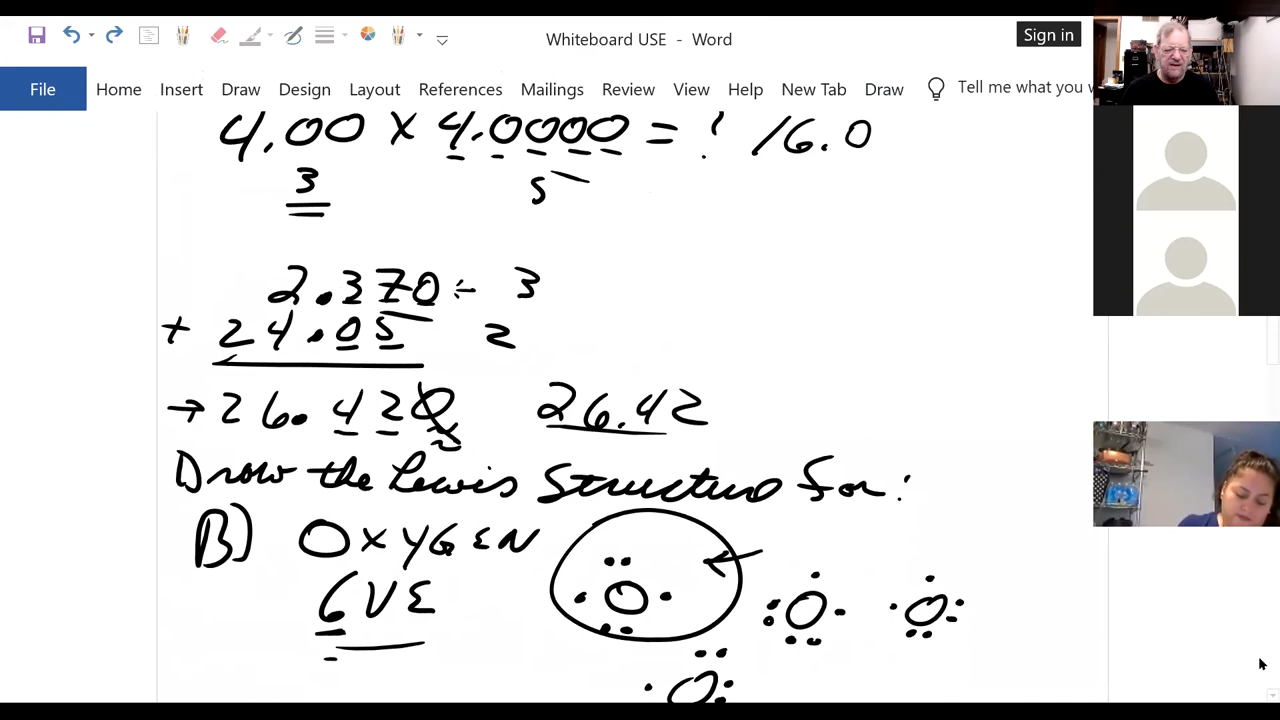 Whiteboard USE - Word
Sign in
File Home Insert Draw Design Layout References Mailings Review View Help New Tab Draw Tell me what you w
4.00 x 4.0000 = ? 16.0
3 5
2.370 - 3
+ 24.05 2
→ 26.420 26.42
Draw the Lewis Structure for:
B) OXYGEN
O O O
6VE
O